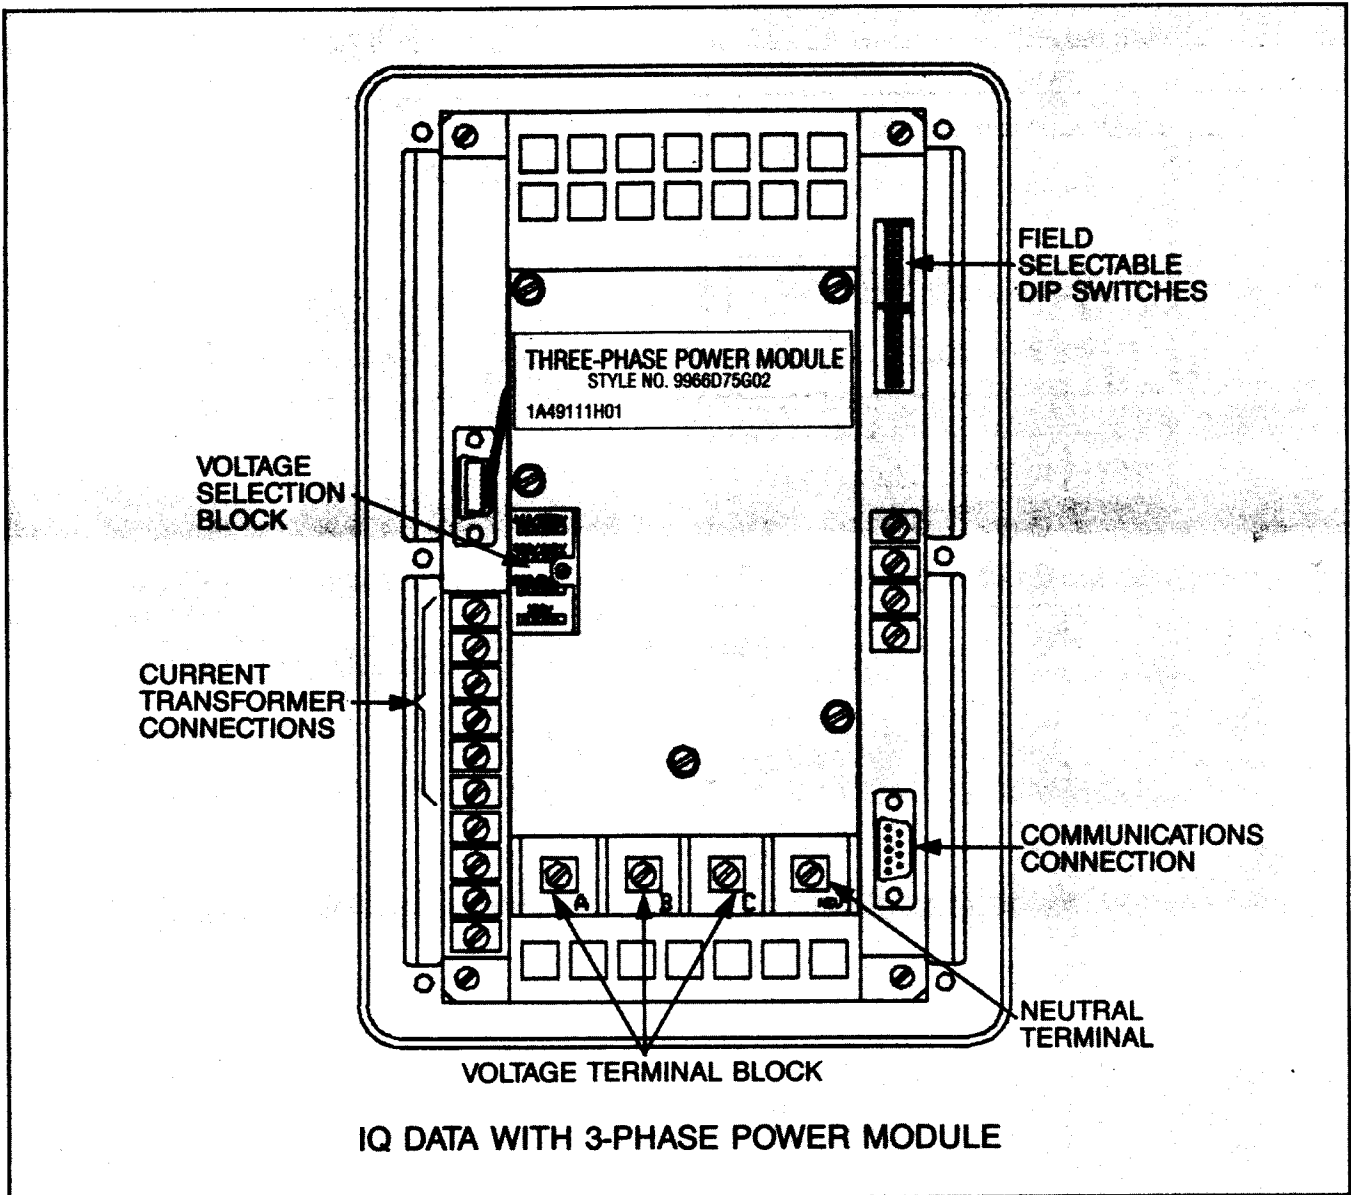 FIELD
SELECTABLE
DIP SWITCHES
THREE-PHASE POWER MODULE
STYLE NO. 9966D75G02
1A49111H01
VOLTAGE
SELECTION
BLOCK
CURRENT
TRANSFORMER
CONNECTIONS
COMMUNICATIONS
CONNECTION
A
B
C
NEUTRAL
TERMINAL
VOLTAGE TERMINAL BLOCK
IQ DATA WITH 3-PHASE POWER MODULE